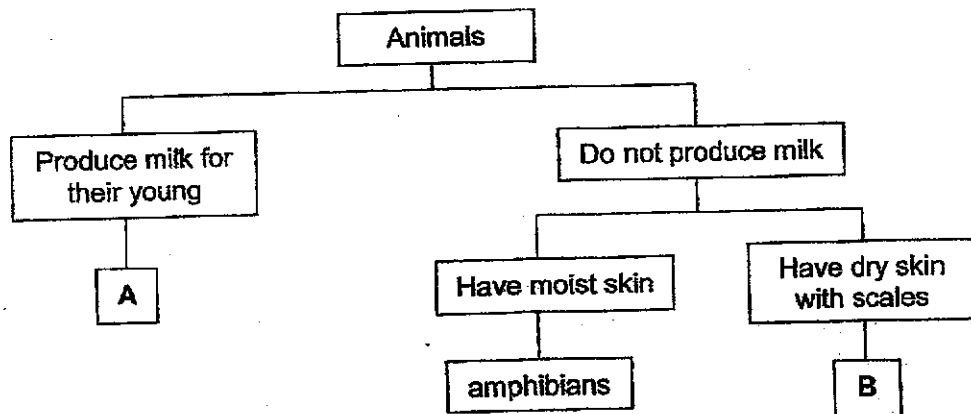 Animals
Produce milk for
their young
Do not produce milk
A
Have moist skin
Have dry skin
with scales
amphibians
B